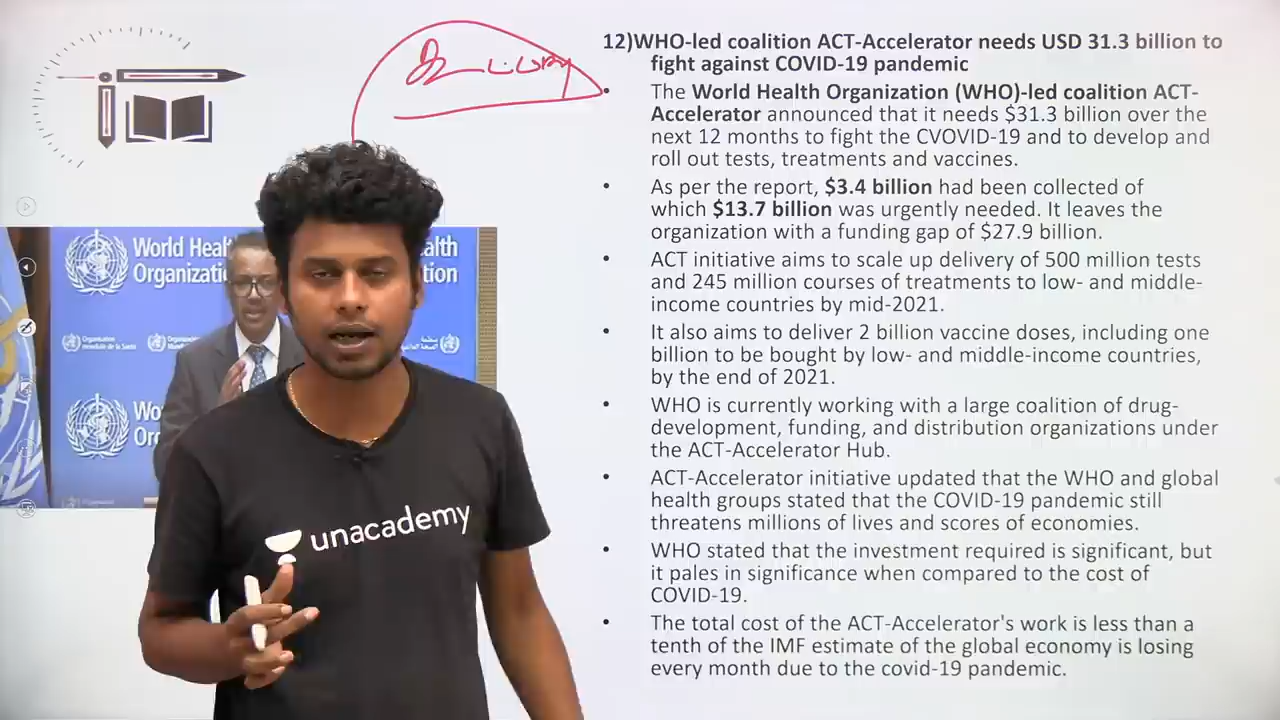 12)WHO-led coalition ACT-Accelerator needs USD 31.3 billion to
fight against COVID-19 pandemic
• The World Health Organization (WHO)-led coalition ACT-
Accelerator announced that it needs $31.3 billion over the
next 12 months to fight the CVOVID-19 and to develop and
roll out tests, treatments and vaccines.
• As per the report, $3.4 billion had been collected of
which $13.7 billion was urgently needed. It leaves the
organization with a funding gap of $27.9 billion.
• ACT initiative aims to scale up delivery of 500 million tests
and 245 million courses of treatments to low- and middle-
income countries by mid-2021.
• It also aims to deliver 2 billion vaccine doses, including one
billion to be bought by low- and middle-income countries,
by the end of 2021.
• WHO is currently working with a large coalition of drug-
development, funding, and distribution organizations under
the ACT-Accelerator Hub.
• ACT-Accelerator initiative updated that the WHO and global
health groups stated that the COVID-19 pandemic still
threatens millions of lives and scores of economies.
• WHO stated that the investment required is significant, but
it pales in significance when compared to the cost of
COVID-19.
• The total cost of the ACT-Accelerator's work is less than a
tenth of the IMF estimate of the global economy is losing
every month due to the covid-19 pandemic.
World Heal
Organizati
alth
tion
Organisation
mondiale de la Santé
Wo
Org
unacademy